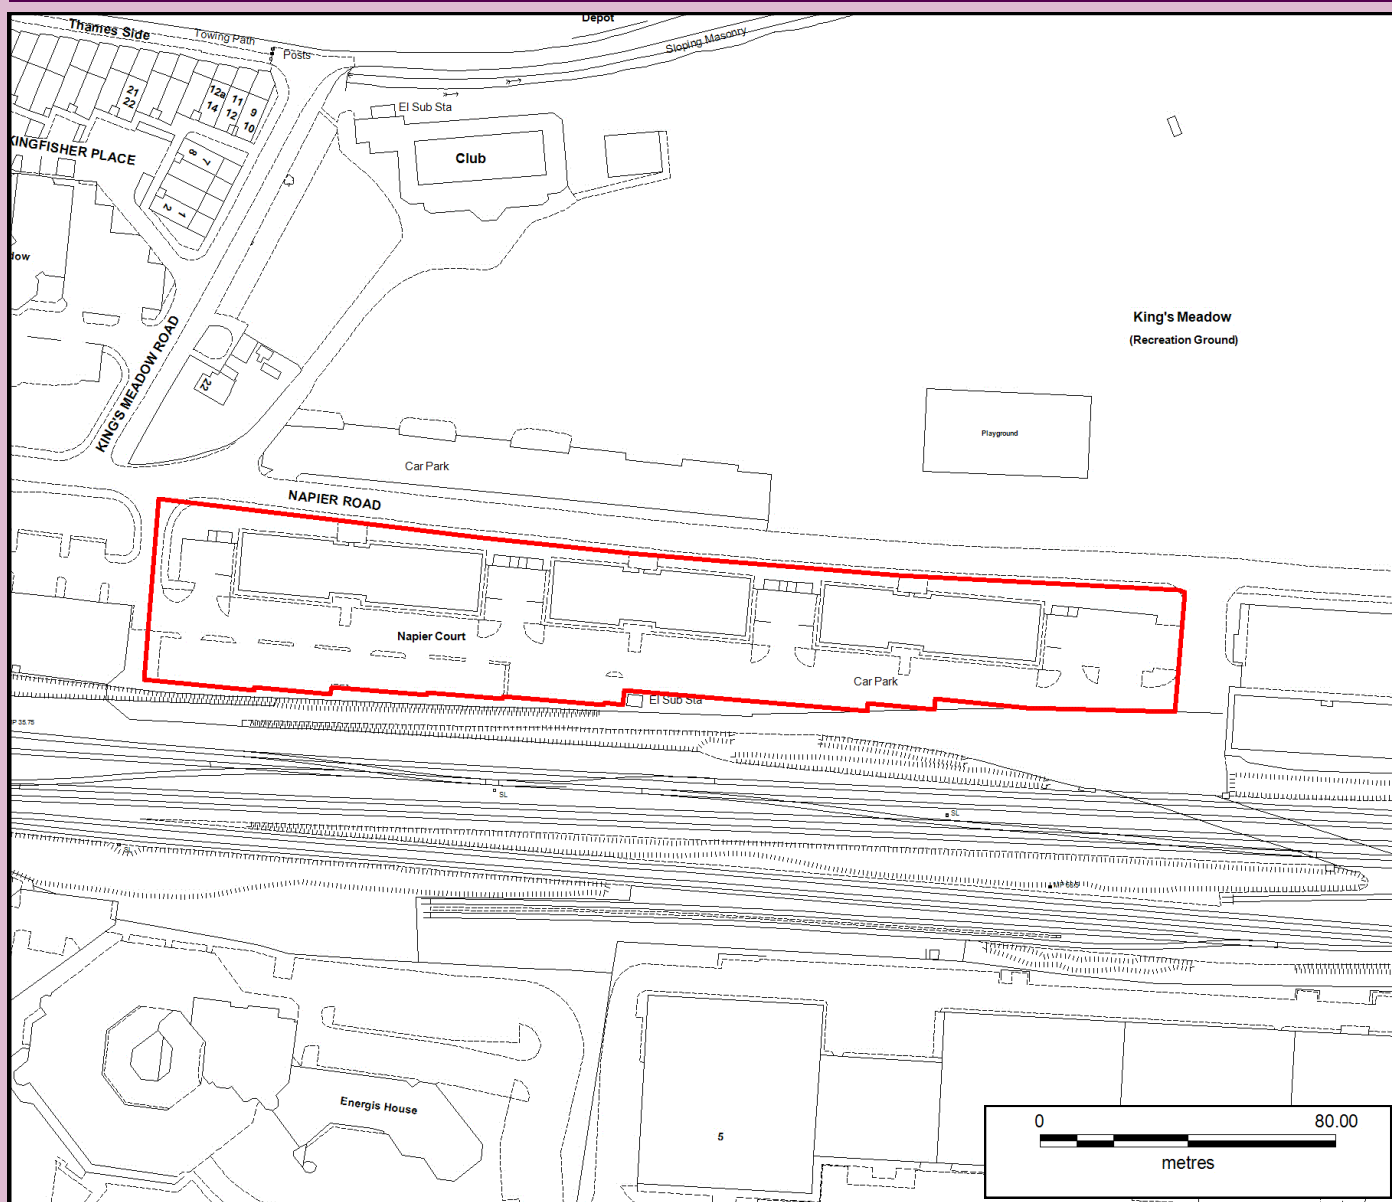 Depot
Thames Side
Towing Path
Sloping Masonry
Posts
21
22
12a
14
11
12
9
10
El Sub Sta
Club
KINGFISHER PLACE
8
7
2
1
King's Meadow
(Recreation Ground)
KING'S MEADOW ROAD
22
Playground
Car Park
NAPIER ROAD
Napier Court
Car Park
El Sub Sta
SL
SL
SL
Energis House
5
0
80.00
metres